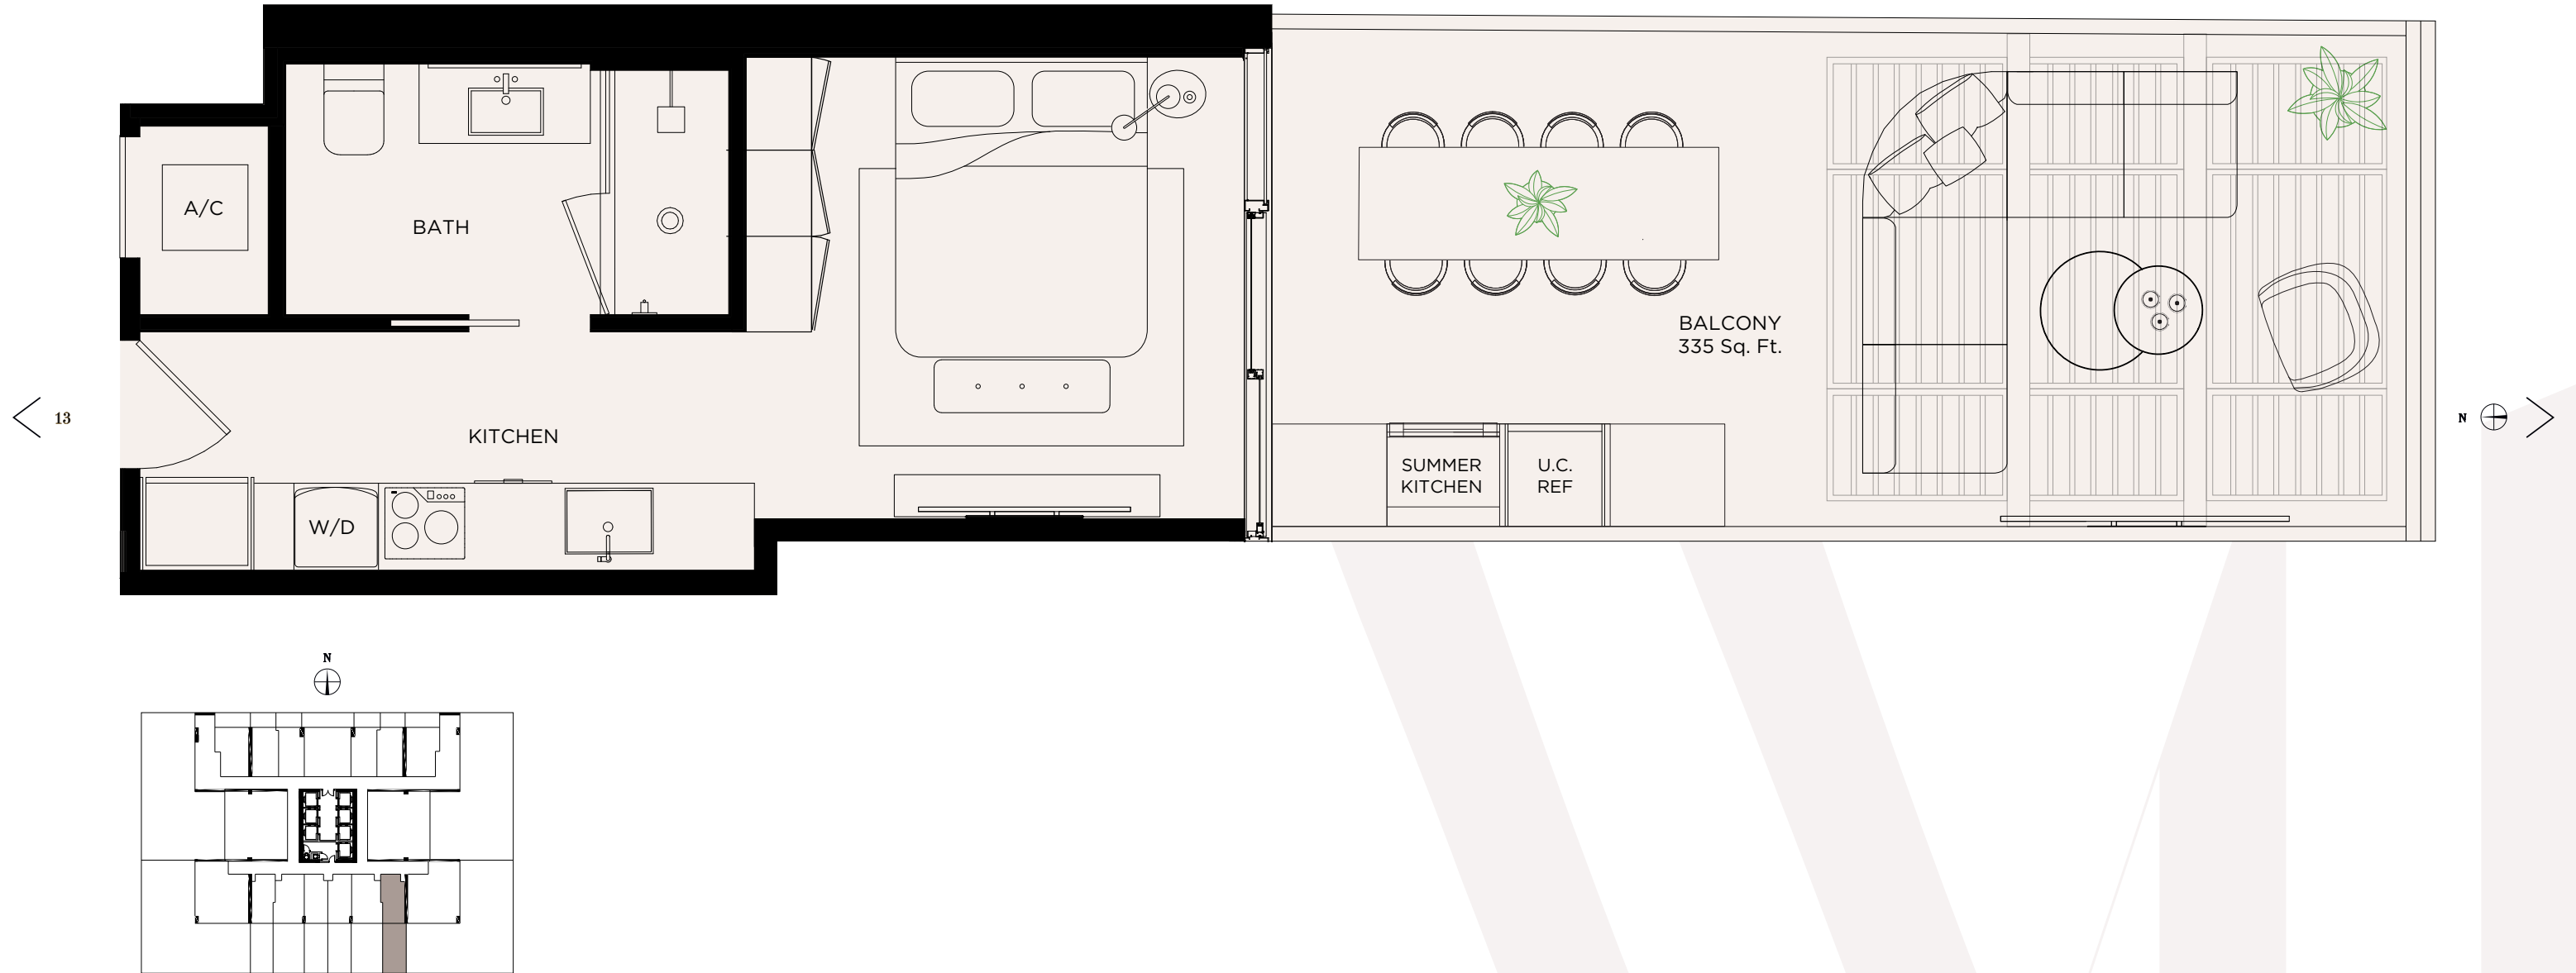 A/C
BATH
BALCONY
335 Sq. Ft.
13
N
KITCHEN
SUMMER
KITCHEN
U.C.
REF
W/D
N